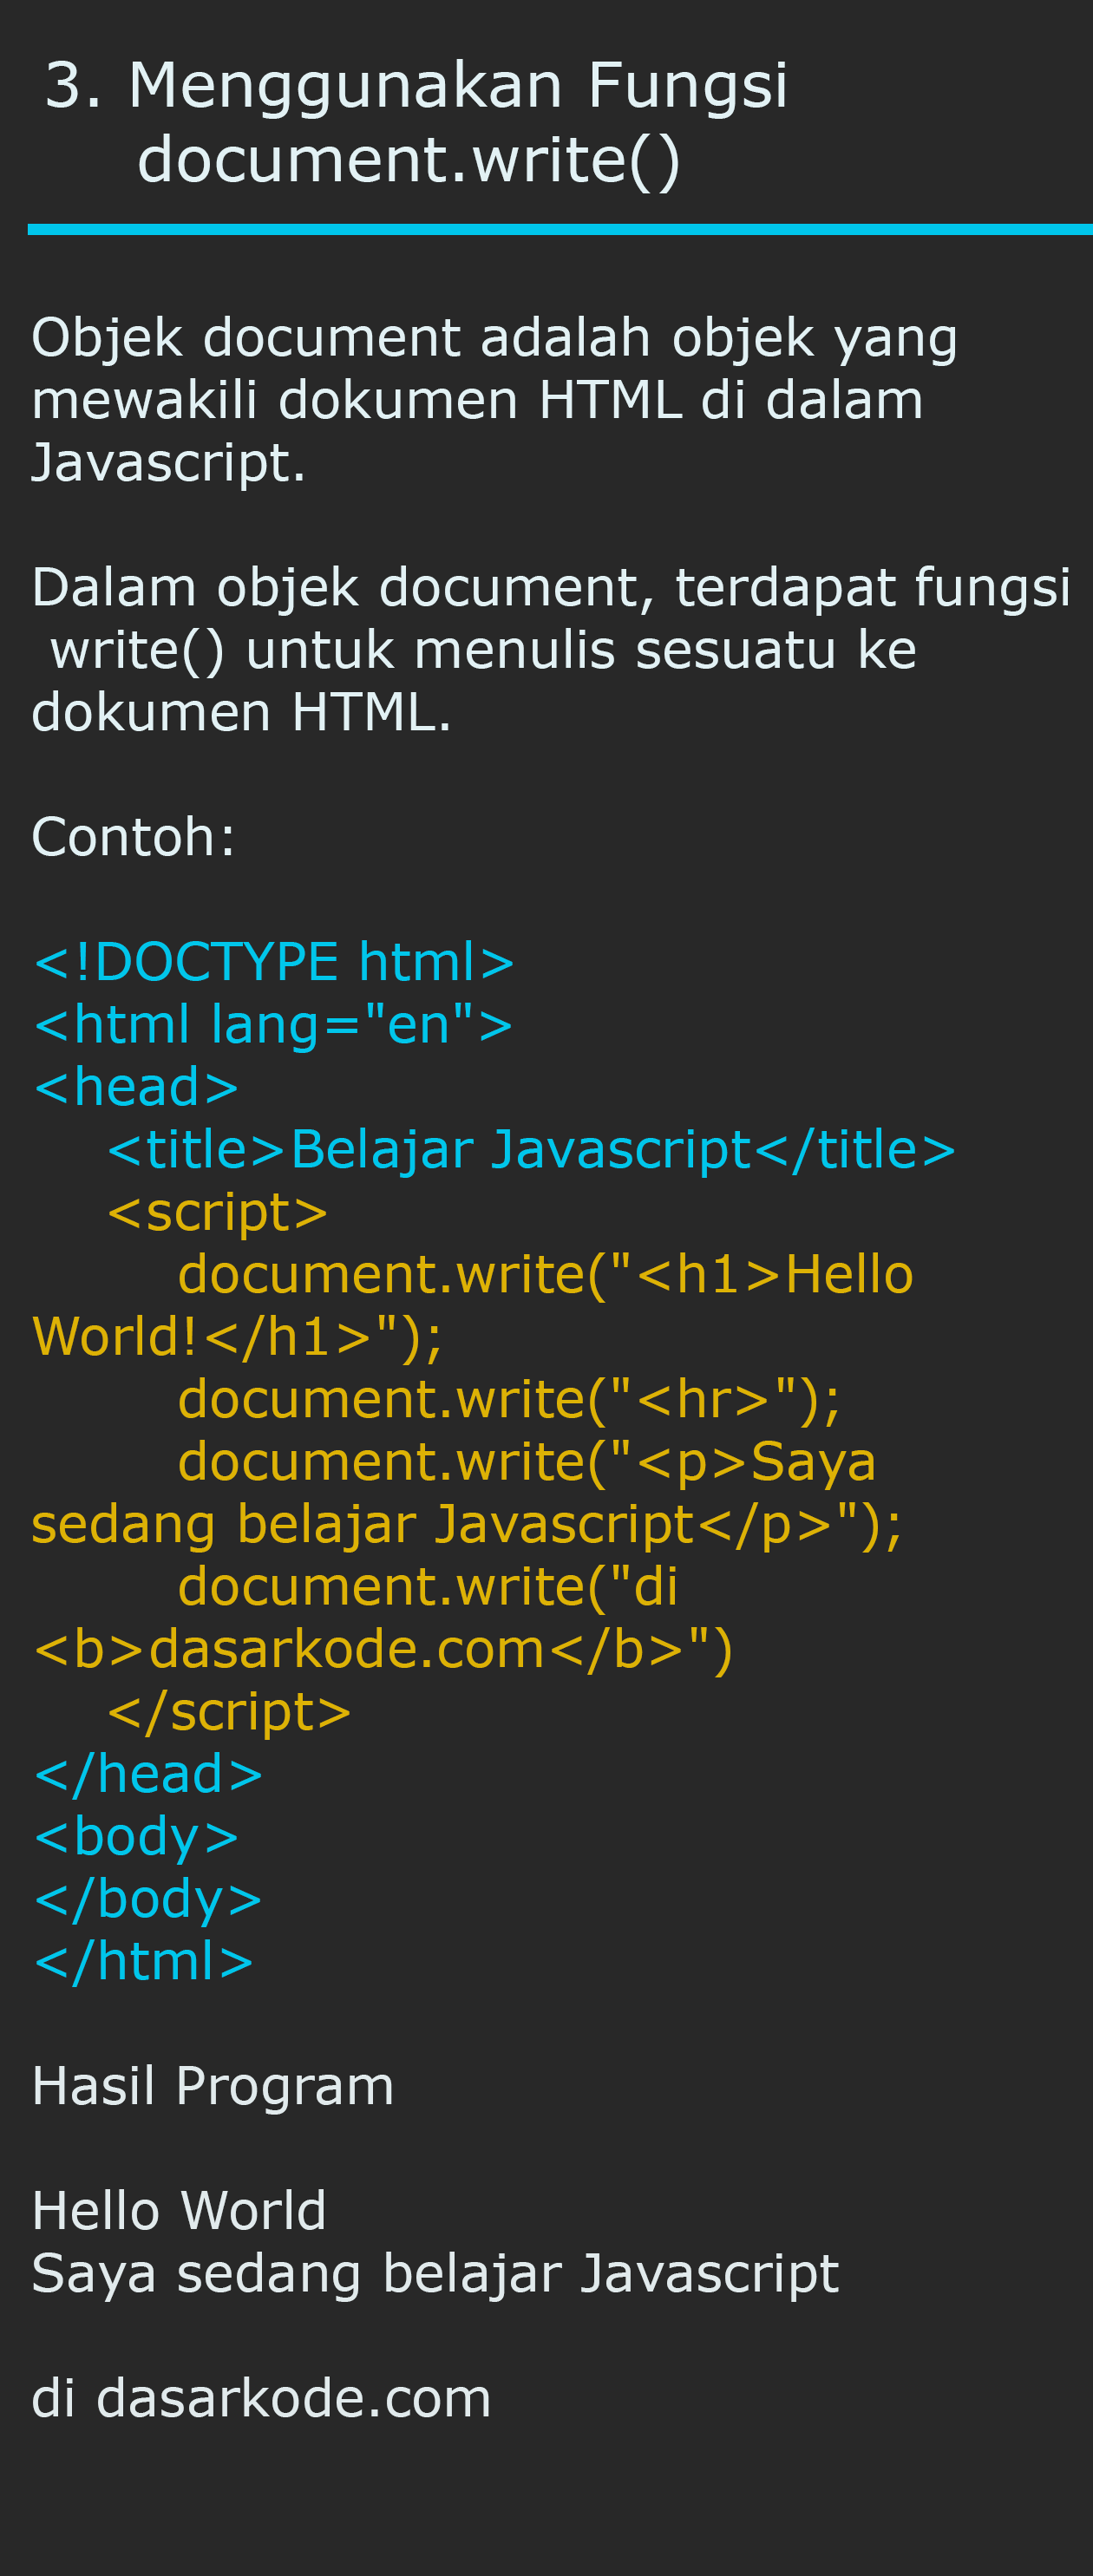 3. Menggunakan Fungsi
document.write()
Objek document adalah objek yang
mewakili dokumen HTML di dalam
Javascript.
Dalam objek document, terdapat fungsi
write() untuk menulis sesuatu ke
dokumen HTML.
Contoh:
<!DOCTYPE html>
<html lang="en">
<head>
<title>Belajar Javascript</title>
<script>
document.write("<h1>Hello
World!</h1>");
document.write("<hr>");
document.write("<p>Saya
sedang belajar Javascript</p>");
document.write("di
<b>dasarkode.com</b>")
</script>
</head>
<body>
</body>
</html>
Hasil Program
Hello World
Saya sedang belajar Javascript
di dasarkode.com